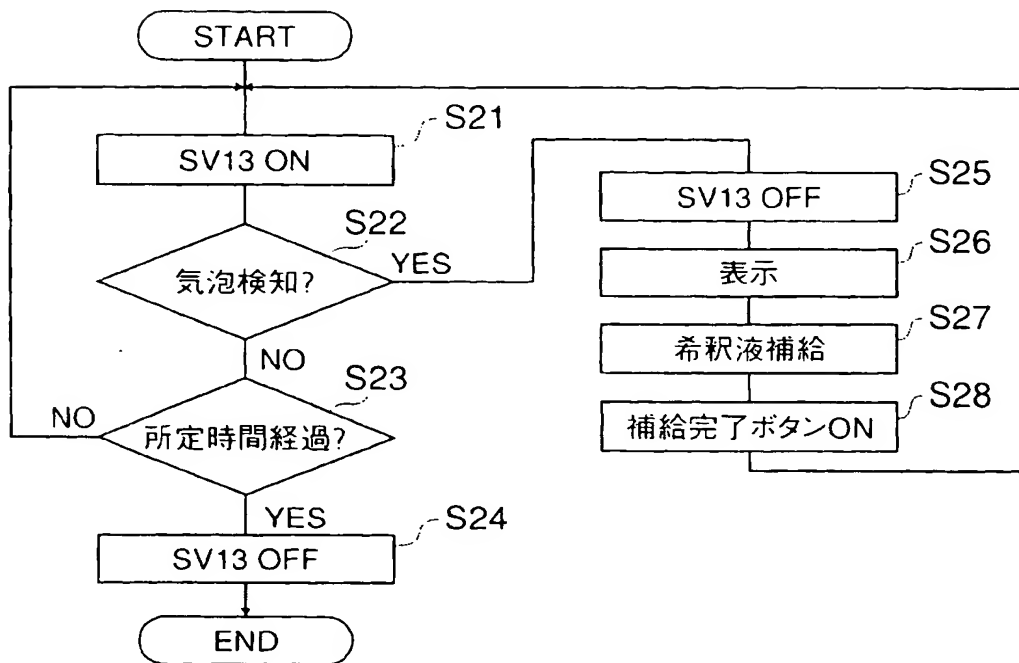 START
S21
SV13 ON
S22
気泡検知?
YES
NO
S23
所定時間経過?
NO
YES
S24
SV13 OFF
END
S25
SV13 OFF
S26
表示
S27
希釈液補給
S28
補給完了ボタンON